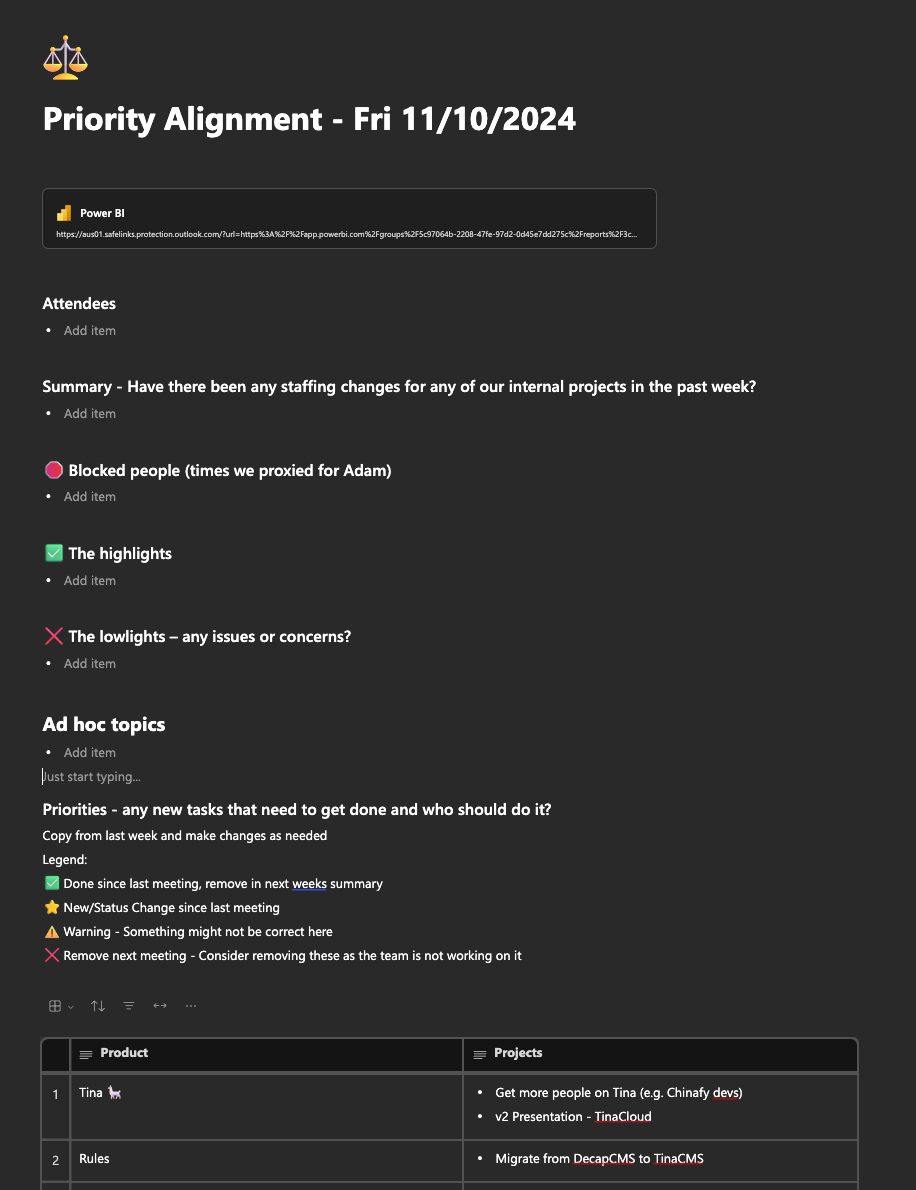 Priority Alignment - Fri 11/10/2024
Power BI
https://aus01.safelinks.protection.outlook.com/?url=https%3A%2F%2Fapp.powerbi.com%2Fgroups%2F5c97064b-2208-47fe-97d2-0d45e7dd275c%2Freports%2F3c...
Attendees
• Add item
Summary - Have there been any staffing changes for any of our internal projects in the past week?
• Add item
🛑 Blocked people (times we proxied for Adam)
• Add item
✅ The highlights
• Add item
❌ The lowlights – any issues or concerns?
• Add item
Ad hoc topics
• Add item
Just start typing...
Priorities - any new tasks that need to get done and who should do it?
Copy from last week and make changes as needed
Legend:
✅ Done since last meeting, remove in next weeks summary
⭐ New/Status Change since last meeting
⚠️ Warning - Something might not be correct here
❌ Remove next meeting - Consider removing these as the team is not working on it
Product Projects
1 Tina 🦙 • Get more people on Tina (e.g. Chinafy devs)
• v2 Presentation - TinaCloud
2 Rules • Migrate from DecapCMS to TinaCMS